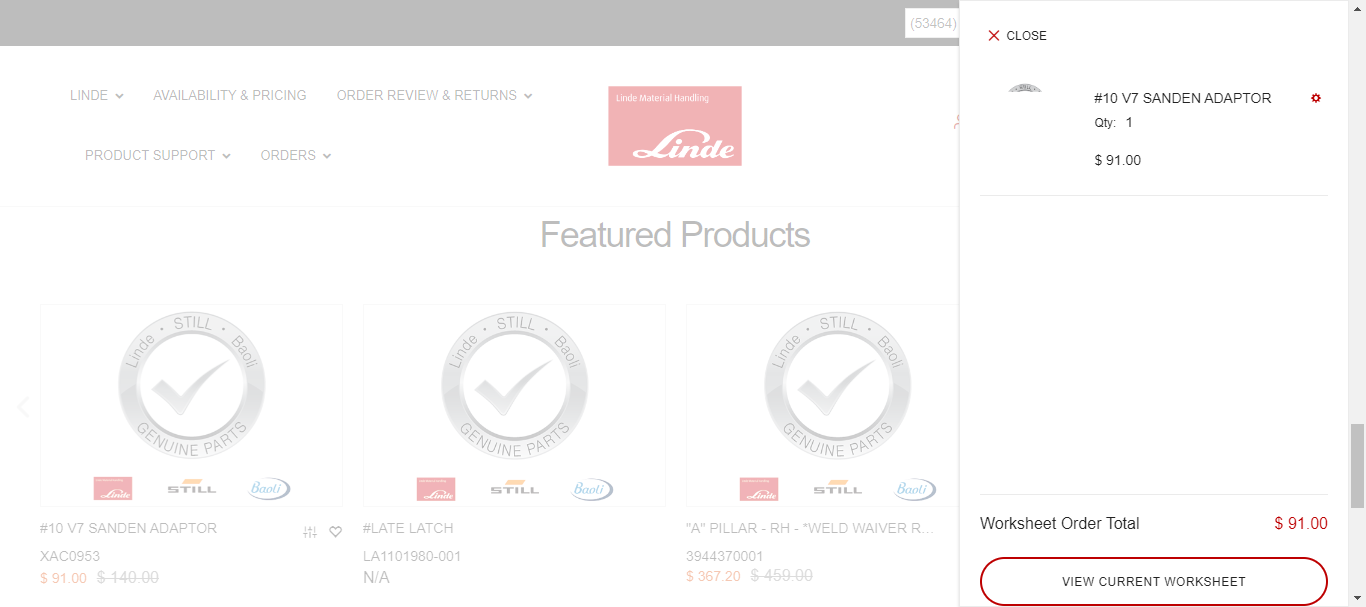 (53464)
CLOSE
LINDE
AVAILABILITY & PRICING
ORDER REVIEW & RETURNS
Linde Material Handling
Linde
PRODUCT SUPPORT
ORDERS
#10 V7 SANDEN ADAPTOR
Qty: 1
$ 91.00
Featured Products
Linde • STILL • Baoli
GENUINE PARTS
Linde STILL Baoli
Linde • STILL • Baoli
GENUINE PARTS
Linde STILL Baoli
Linde • STILL • Baoli
GENUINE PARTS
Linde STILL Baoli
#10 V7 SANDEN ADAPTOR
XAC0953
$ 91.00 $ 140.00
#LATE LATCH
LA1101980-001
N/A
"A" PILLAR - RH - *WELD WAIVER R...
3944370001
$ 367.20 $ 459.00
Worksheet Order Total $ 91.00
VIEW CURRENT WORKSHEET